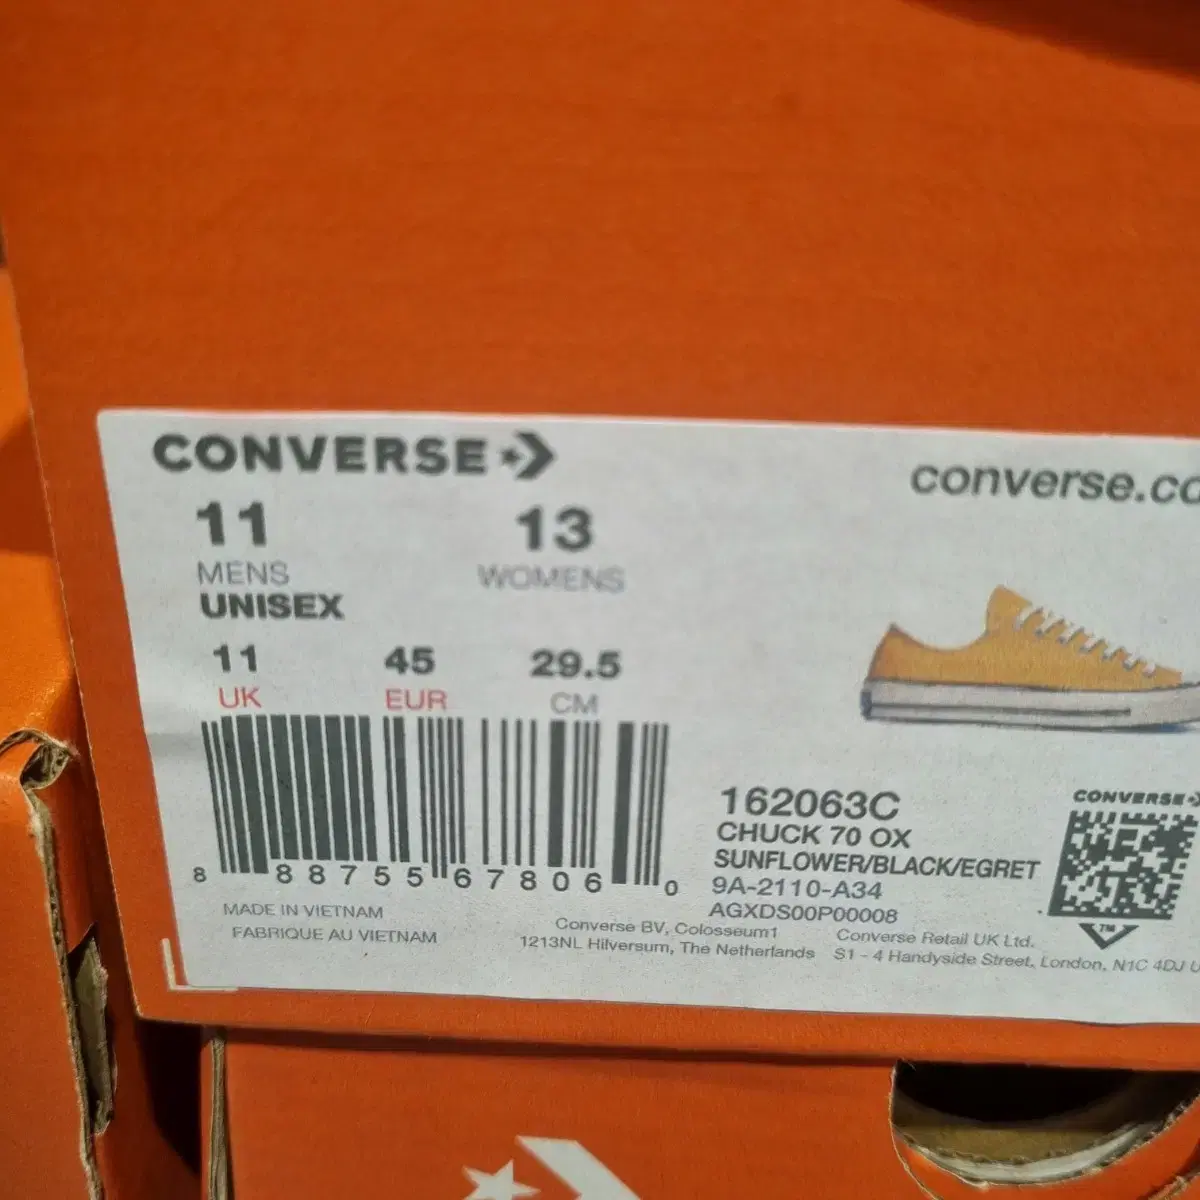 CONVERSE
converse.co
11 13
MENS WOMENS
UNISEX
11 45 29.5
UK EUR CM
8 88755 67806 0
162063C
CHUCK 70 OX
SUNFLOWER/BLACK/EGRET
9A-2110-A34
AGXDS00P00008
CONVERSE
TM
MADE IN VIETNAM
FABRIQUE AU VIETNAM
Converse BV, Colosseum1
1213NL Hilversum, The Netherlands
Converse Retail UK Ltd.
S1 - 4 Handyside Street, London, N1C 4DJ U